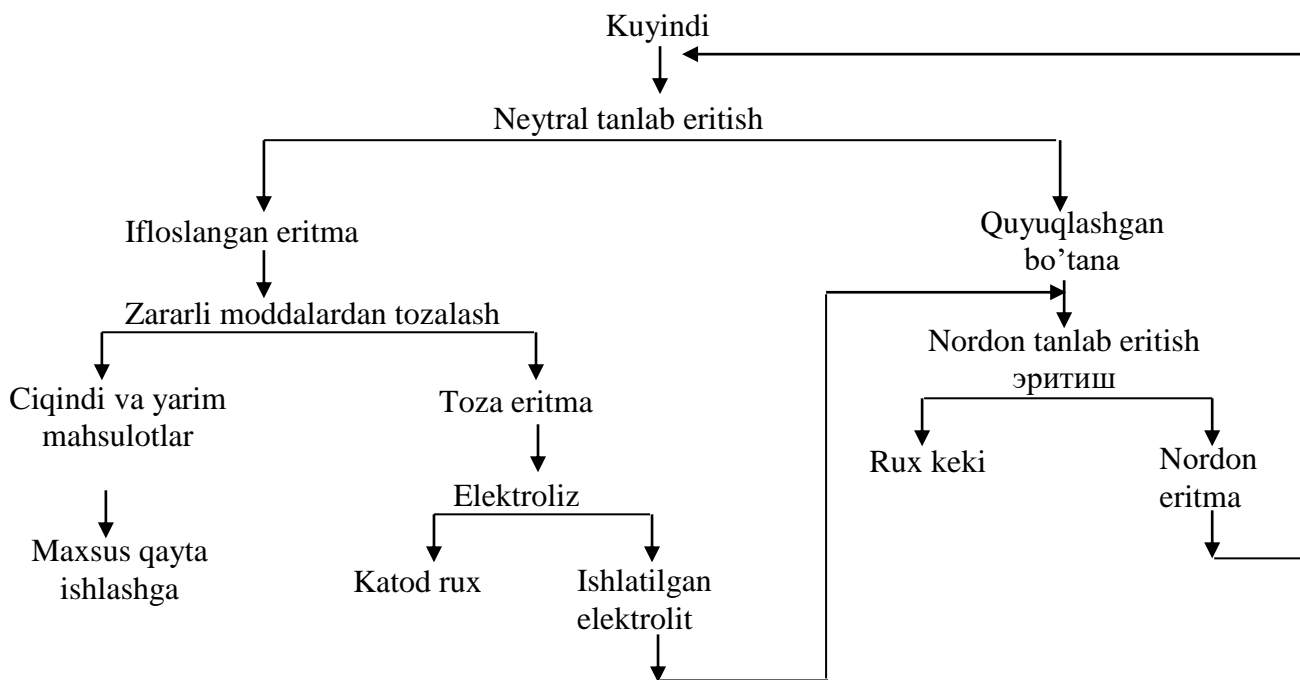 Kuyindi
Neytral tanlab eritish
Ifloslangan eritma
Quyuqlashgan
bo’tana
Zararli moddalardan tozalash
Nordon tanlab eritish
эритиш
Ciqindi va yarim
mahsulotlar
Toza eritma
Rux keki
Nordon
eritma
Elektroliz
Maxsus qayta
ishlashga
Katod rux
Ishlatilgan
elektrolit